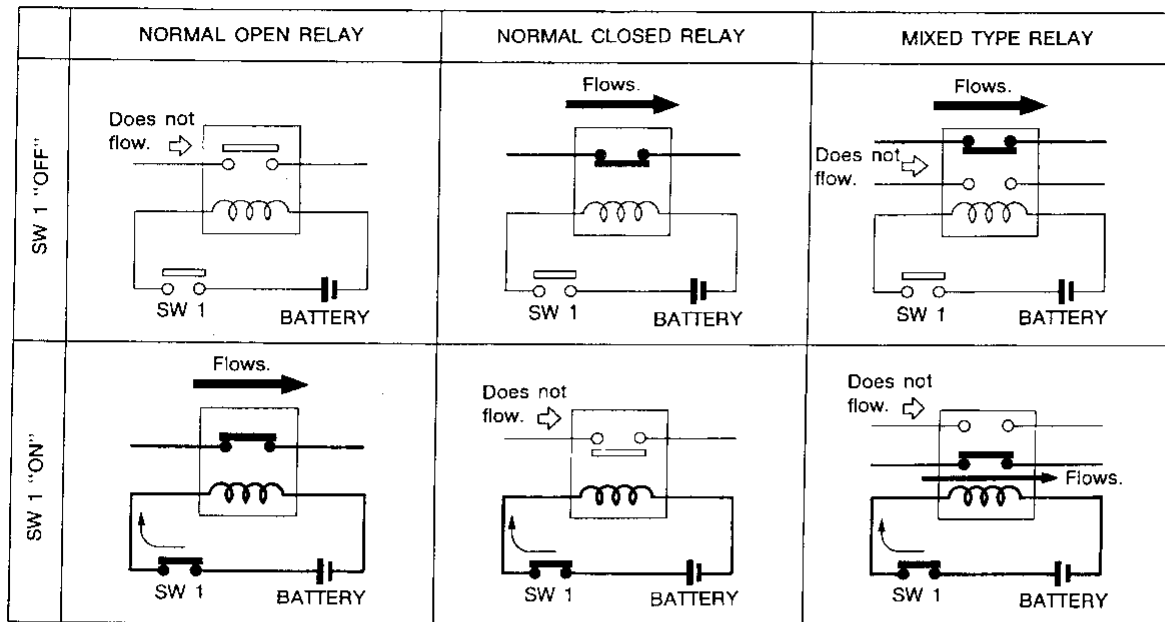 NORMAL OPEN RELAY
NORMAL CLOSED RELAY
MIXED TYPE RELAY
SW 1 "OFF"
Does not
flow.
SW 1
BATTERY
Flows.
SW 1
BATTERY
Flows.
Does not
flow.
SW 1
BATTERY
SW 1 "ON"
Flows.
SW 1
BATTERY
Does not
flow.
SW 1
BATTERY
Does not
flow.
Flows.
SW 1
BATTERY